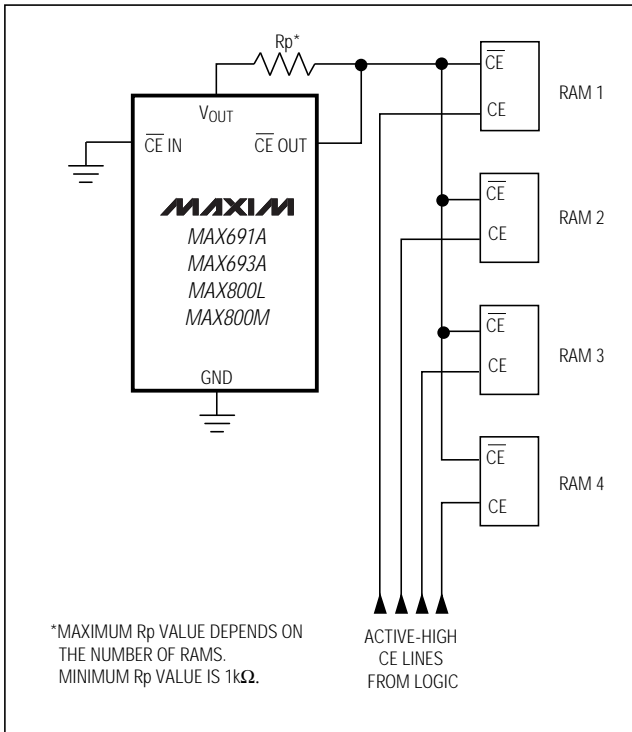 Rp*
VOUT
CE IN
CE OUT
MAXIM
MAX691A
MAX693A
MAX800L
MAX800M
GND
CE
CE
RAM 1
CE
CE
RAM 2
CE
CE
RAM 3
CE
CE
RAM 4
*MAXIMUM Rp VALUE DEPENDS ON
THE NUMBER OF RAMS.
MINIMUM Rp VALUE IS 1kΩ.
ACTIVE-HIGH
CE LINES
FROM LOGIC